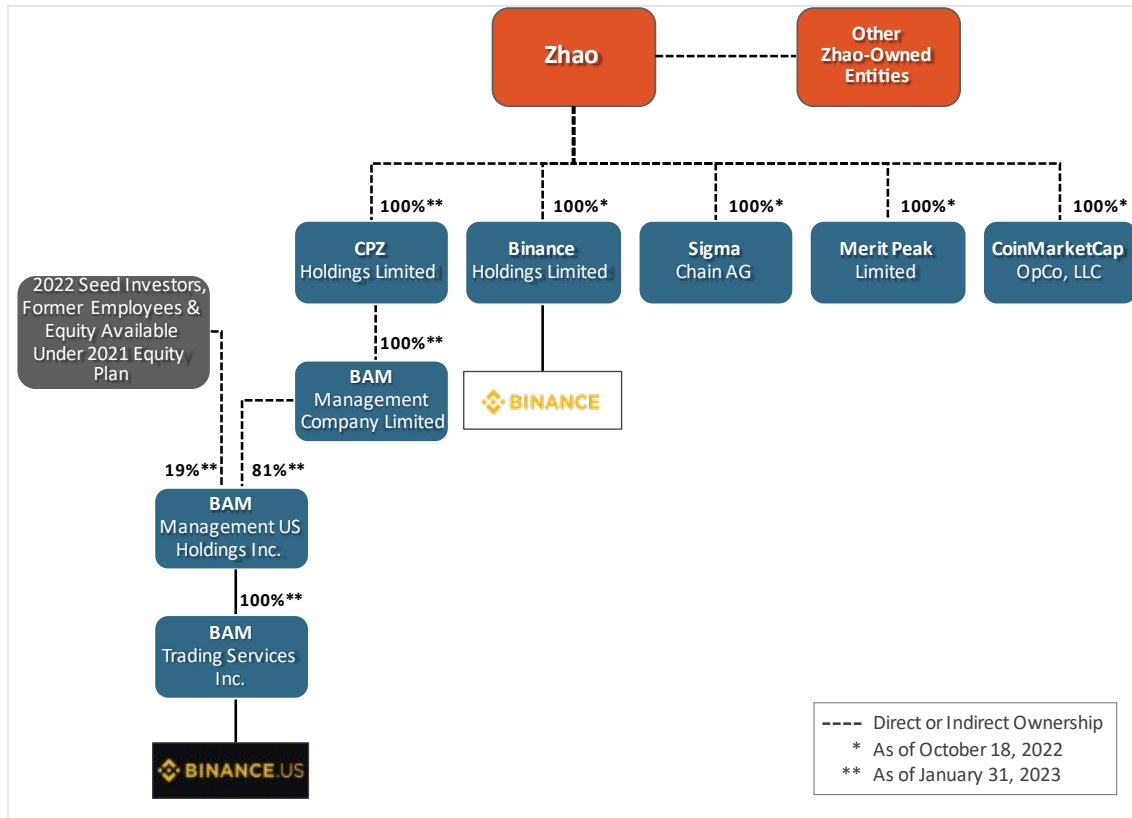 Zhao
Other
Zhao-Owned
Entities
100%**
100%*
100%*
100%*
100%*
CPZ
Holdings Limited
Binance
Holdings Limited
Sigma
Chain AG
Merit Peak
Limited
CoinMarketCap
OpCo, LLC
2022 Seed Investors,
Former Employees &
Equity Available
Under 2021 Equity
Plan
100%**
BAM
Management
Company Limited
BINANCE
19%**
81%**
BAM
Management US
Holdings Inc.
100%**
BAM
Trading Services
Inc.
BINANCE.US
---- Direct or Indirect Ownership
* As of October 18, 2022
** As of January 31, 2023